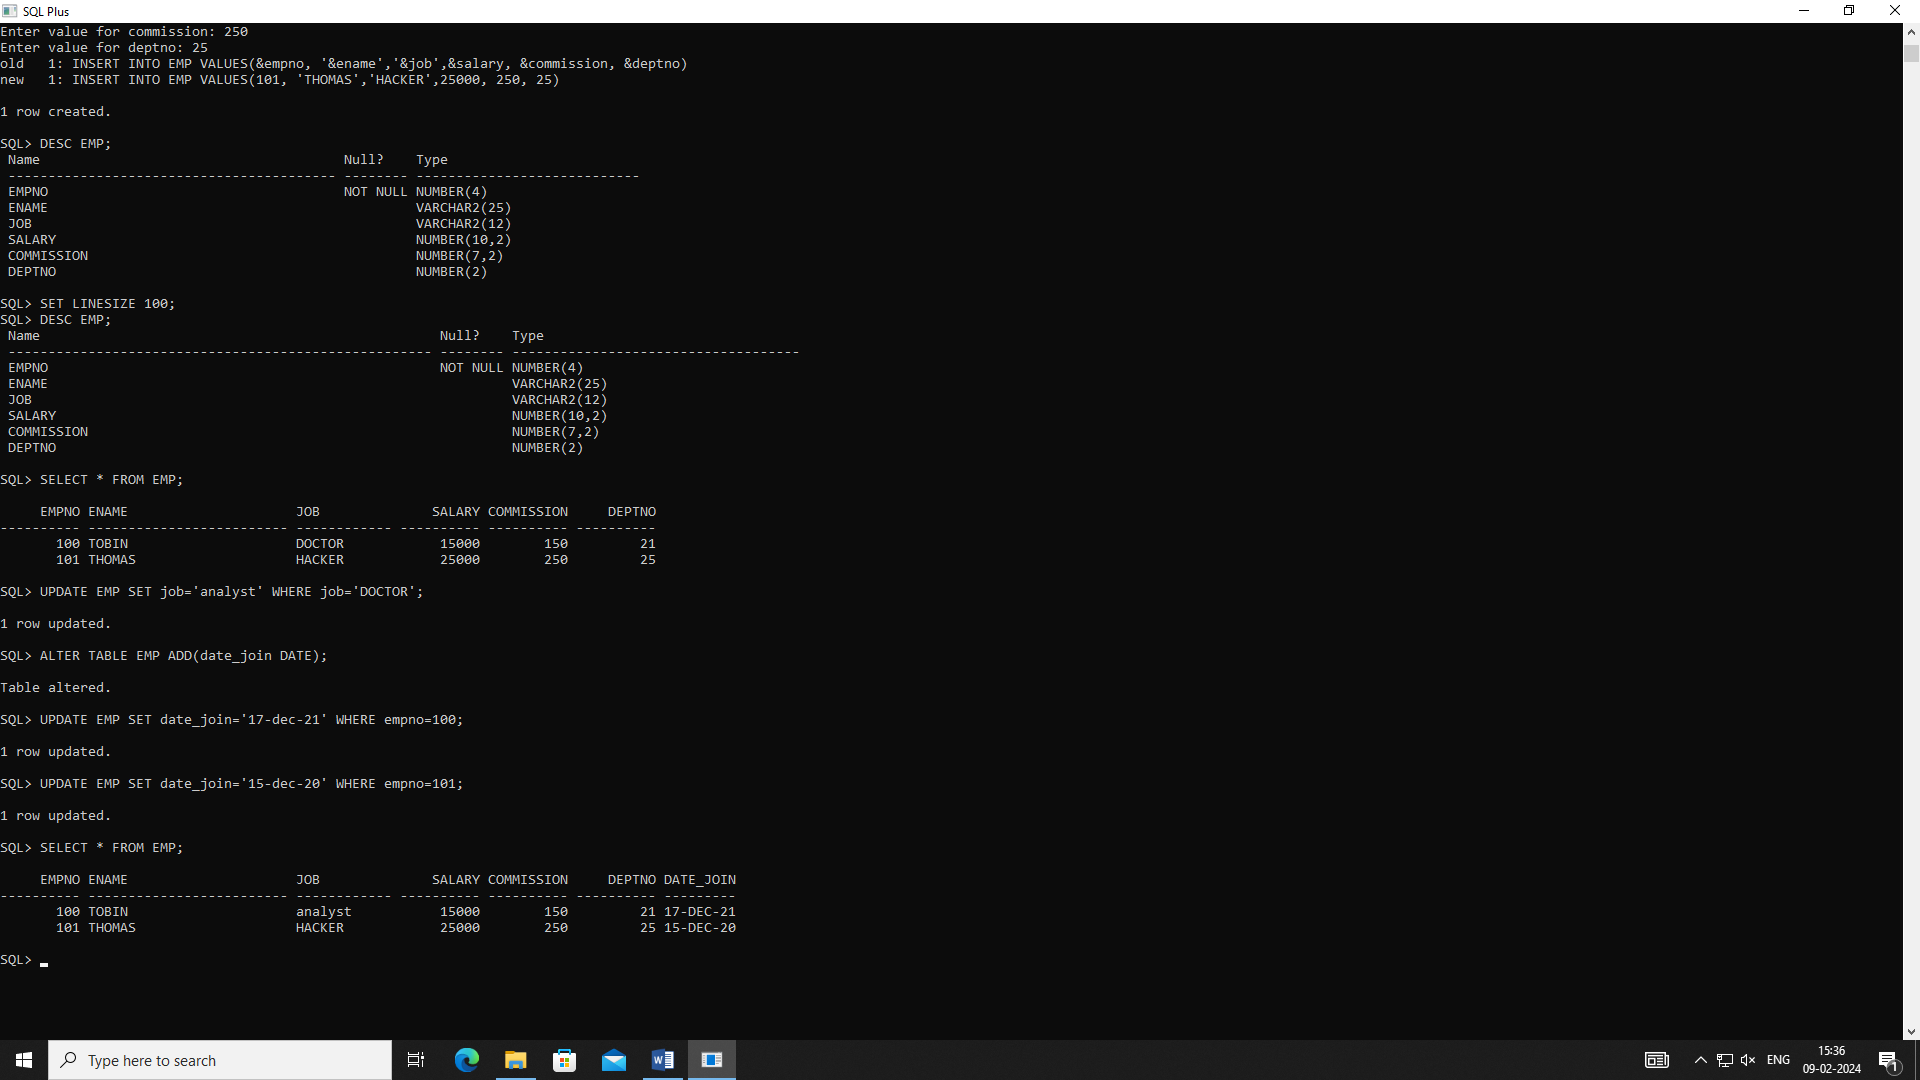 SQL Plus
Enter value for commission: 250
Enter value for deptno: 25
old   1: INSERT INTO EMP VALUES(&empno, '&ename','&job',&salary, &commission, &deptno)
new   1: INSERT INTO EMP VALUES(101, 'THOMAS','HACKER',25000, 250, 25)
1 row created.
SQL> DESC EMP;
 Name                                      Null?    Type
 ----------------------------------------- -------- ----------------------------
 EMPNO                                     NOT NULL NUMBER(4)
 ENAME                                              VARCHAR2(25)
 JOB                                                VARCHAR2(12)
 SALARY                                             NUMBER(10,2)
 COMMISSION                                         NUMBER(7,2)
 DEPTNO                                             NUMBER(2)
SQL> SET LINESIZE 100;
SQL> DESC EMP;
 Name                                                  Null?    Type
 ----------------------------------------------------- -------- ------------------------------------
 EMPNO                                                 NOT NULL NUMBER(4)
 ENAME                                                          VARCHAR2(25)
 JOB                                                            VARCHAR2(12)
 SALARY                                                         NUMBER(10,2)
 COMMISSION                                                     NUMBER(7,2)
 DEPTNO                                                         NUMBER(2)
SQL> SELECT * FROM EMP;
     EMPNO ENAME                     JOB              SALARY COMMISSION     DEPTNO
---------- ------------------------- ------------ ---------- ---------- ----------
       100 TOBIN                     DOCTOR            15000        150         21
       101 THOMAS                    HACKER            25000        250         25
SQL> UPDATE EMP SET job='analyst' WHERE job='DOCTOR';
1 row updated.
SQL> ALTER TABLE EMP ADD(date_join DATE);
Table altered.
SQL> UPDATE EMP SET date_join='17-dec-21' WHERE empno=100;
1 row updated.
SQL> UPDATE EMP SET date_join='15-dec-20' WHERE empno=101;
1 row updated.
SQL> SELECT * FROM EMP;
     EMPNO ENAME                     JOB              SALARY COMMISSION     DEPTNO DATE_JOIN
---------- ------------------------- ------------ ---------- ---------- ---------- ---------
       100 TOBIN                     analyst           15000        150         21 17-DEC-21
       101 THOMAS                    HACKER            25000        250         25 15-DEC-20
SQL>
Type here to search
ENG
15:36
09-02-2024
1